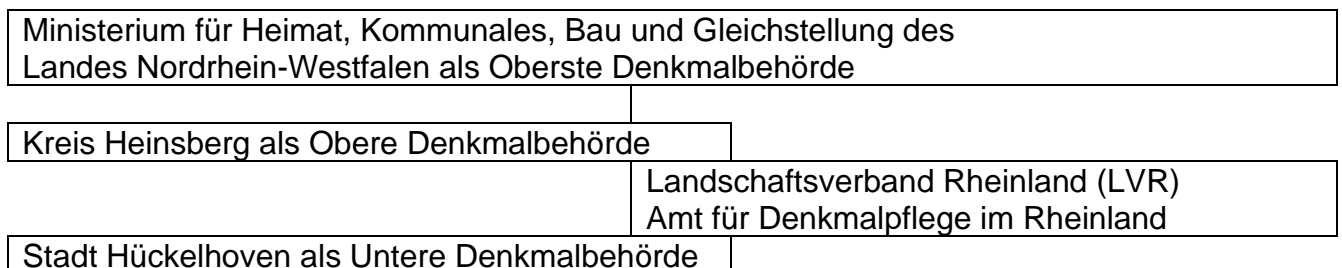 Ministerium für Heimat, Kommunales, Bau und Gleichstellung des
Landes Nordrhein-Westfalen als Oberste Denkmalbehörde
Kreis Heinsberg als Obere Denkmalbehörde
Landschaftsverband Rheinland (LVR)
Amt für Denkmalpflege im Rheinland
Stadt Hückelhoven als Untere Denkmalbehörde